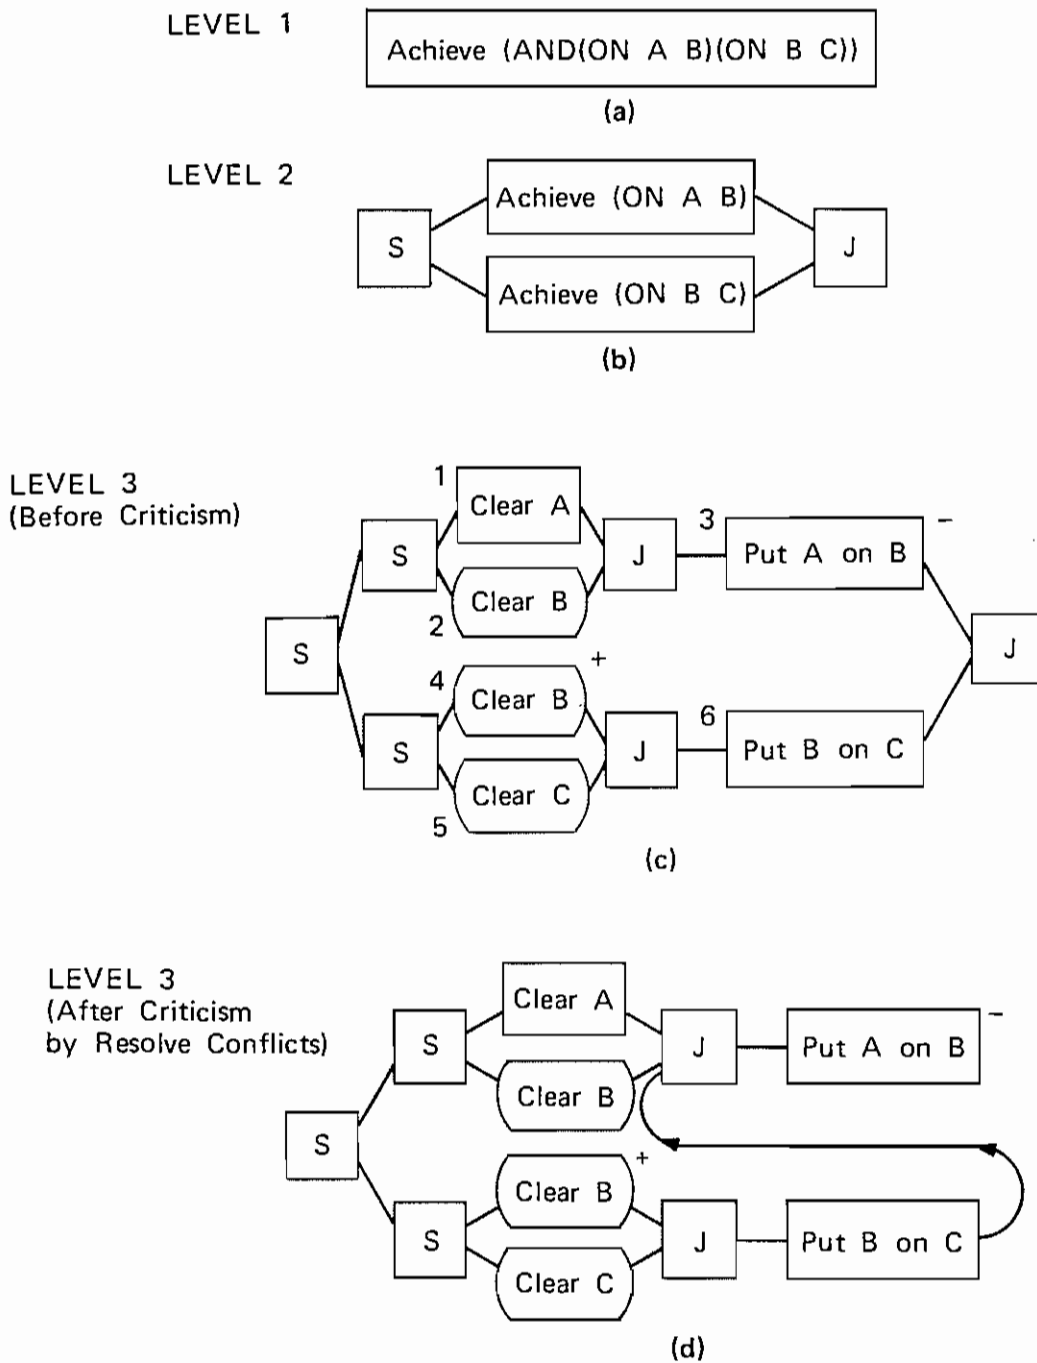 LEVEL 1
Achieve (AND(ON A B)(ON B C))
(a)
LEVEL 2
Achieve (ON A B)
S
J
Achieve (ON B C)
(b)
LEVEL 3
(Before Criticism)
1
Clear A
S
J
3
Put A on B
−
Clear B
2
S
J
+
4
Clear B
S
J
6
Put B on C
Clear C
5
(c)
LEVEL 3
(After Criticism
by Resolve Conflicts)
Clear A
S
J
Put A on B
−
Clear B
S
+
Clear B
S
J
Put B on C
Clear C
(d)